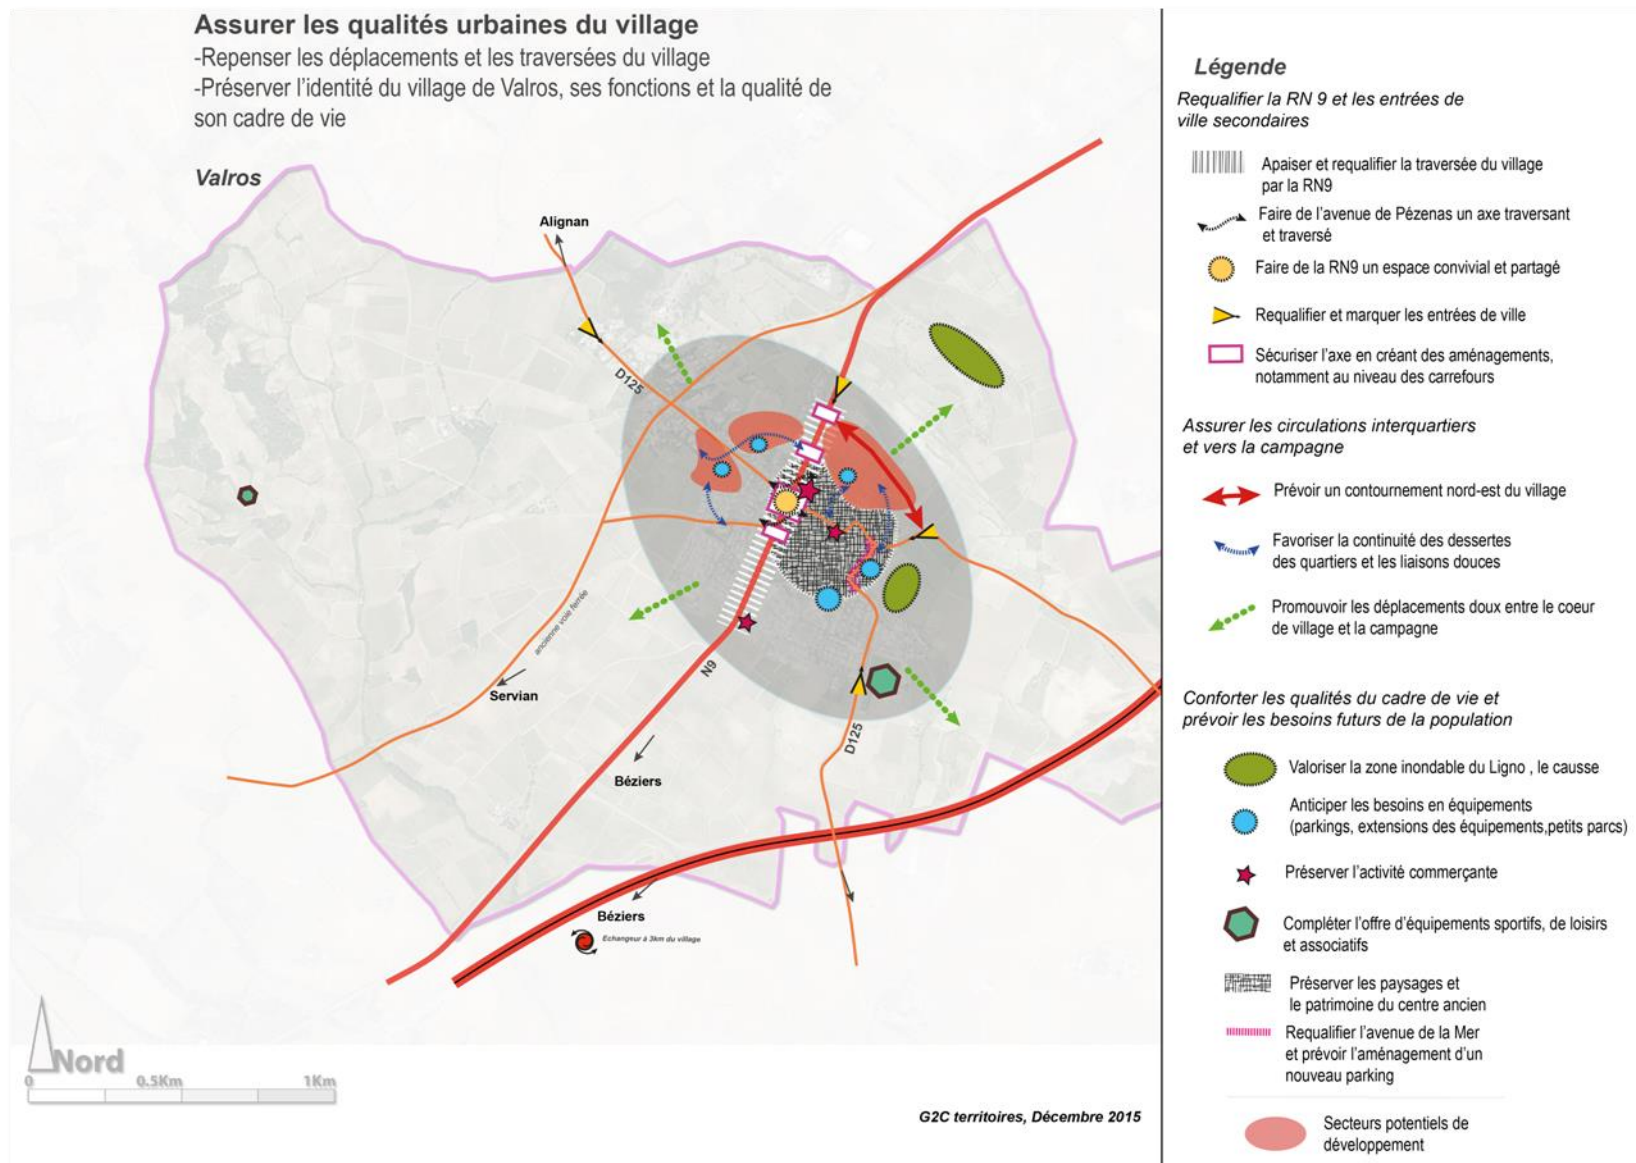 Assurer les qualités urbaines du village
-Repenser les déplacements et les traversées du village
-Préserver l'identité du village de Valros, ses fonctions et la qualité de
son cadre de vie
Valros
Alignan
D125
ancienne voie ferrée
Servian
N9
Béziers
D125
Béziers
Echangeur à 3km du village
Nord
0
0.5Km
1Km
G2C territoires, Décembre 2015
Légende
Requalifier la RN 9 et les entrées de
ville secondaires
Apaiser et requalifier la traversée du village
par la RN9
Faire de l'avenue de Pézenas un axe traversant
et traversé
Faire de la RN9 un espace convivial et partagé
Requalifier et marquer les entrées de ville
Sécuriser l'axe en créant des aménagements,
notamment au niveau des carrefours
Assurer les circulations interquartiers
et vers la campagne
Prévoir un contournement nord-est du village
Favoriser la continuité des dessertes
des quartiers et les liaisons douces
Promouvoir les déplacements doux entre le coeur
de village et la campagne
Conforter les qualités du cadre de vie et
prévoir les besoins futurs de la population
Valoriser la zone inondable du Ligno , le causse
Anticiper les besoins en équipements
(parkings, extensions des équipements,petits parcs)
Préserver l'activité commerçante
Compléter l'offre d'équipements sportifs, de loisirs
et associatifs
Préserver les paysages et
le patrimoine du centre ancien
Requalifier l'avenue de la Mer
et prévoir l'aménagement d'un
nouveau parking
Secteurs potentiels de
développement